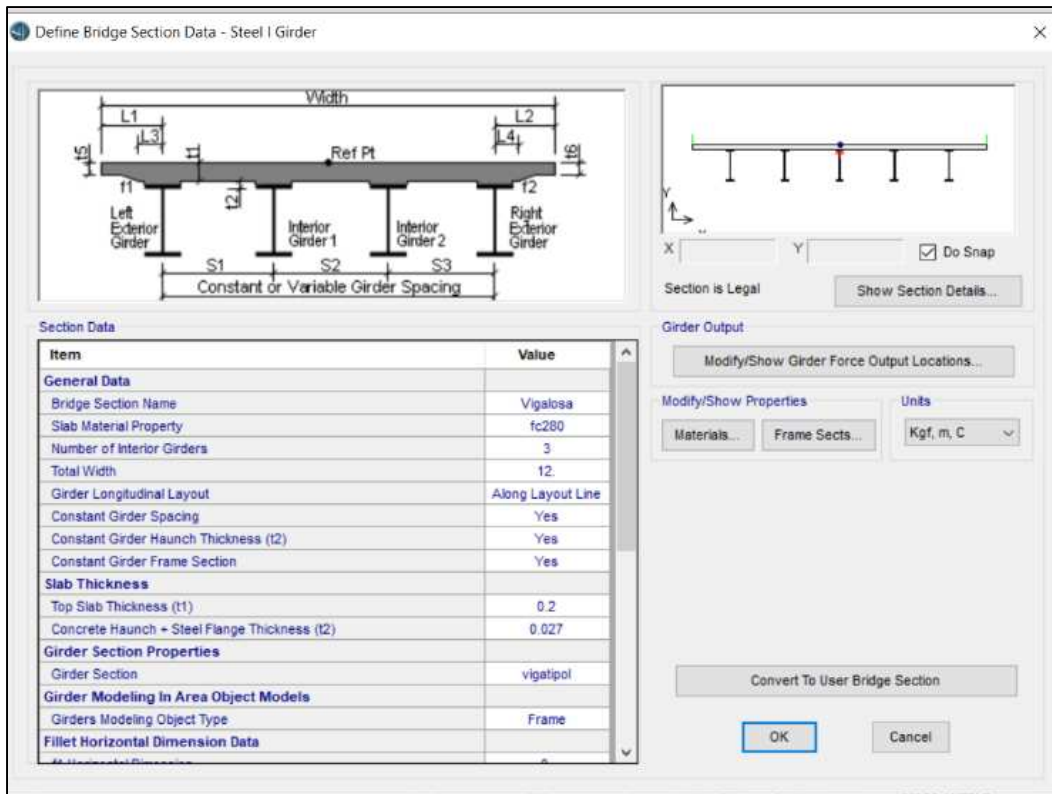 Define Bridge Section Data - Steel I Girder
Width
L1
L2
L3
L4
t5
t1
Ref Pt
t6
f1
t2
f2
Left Exterior Girder
Interior Girder 1
Interior Girder 2
Right Exterior Girder
S1
S2
S3
Constant or Variable Girder Spacing
Y
X
Y
Do Snap
Section is Legal
Show Section Details...
Section Data
Item Value
General Data
Bridge Section Name Vigalosa
Slab Material Property fc280
Number of Interior Girders 3
Total Width 12.
Girder Longitudinal Layout Along Layout Line
Constant Girder Spacing Yes
Constant Girder Haunch Thickness (t2) Yes
Constant Girder Frame Section Yes
Slab Thickness
Top Slab Thickness (t1) 0.2
Concrete Haunch + Steel Flange Thickness (t2) 0.027
Girder Section Properties
Girder Section vigatipol
Girder Modeling In Area Object Models
Girders Modeling Object Type Frame
Fillet Horizontal Dimension Data
Girder Output
Modify/Show Girder Force Output Locations...
Modify/Show Properties
Materials...
Frame Sects...
Units
Kgf, m, C
Convert To User Bridge Section
OK
Cancel